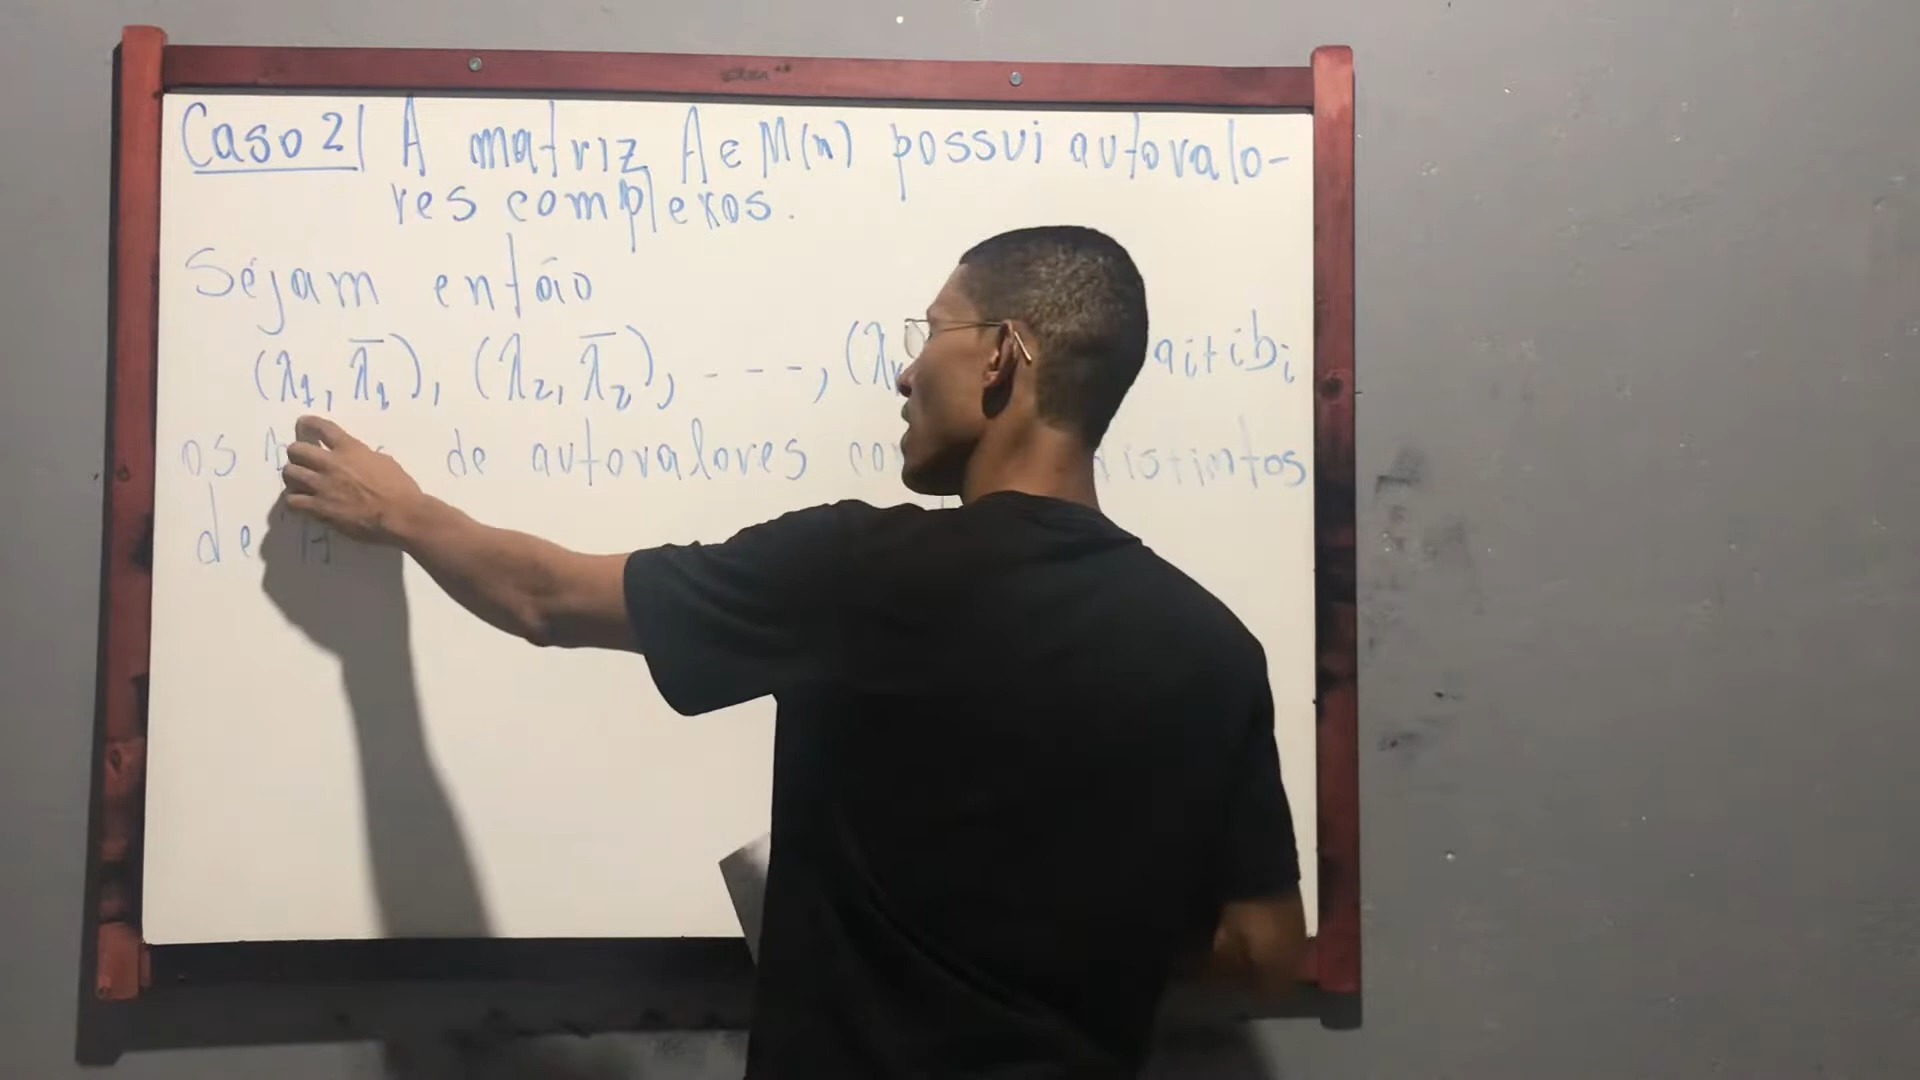 Caso 2| A matriz A∈M(n) possui autovalo-
res complexos.
Sejam então
(λ₁, λ̄₁), (λ₂, λ̄₂), ----, (λ aᵢ+ibᵢ
os de autovalores distintos
de A